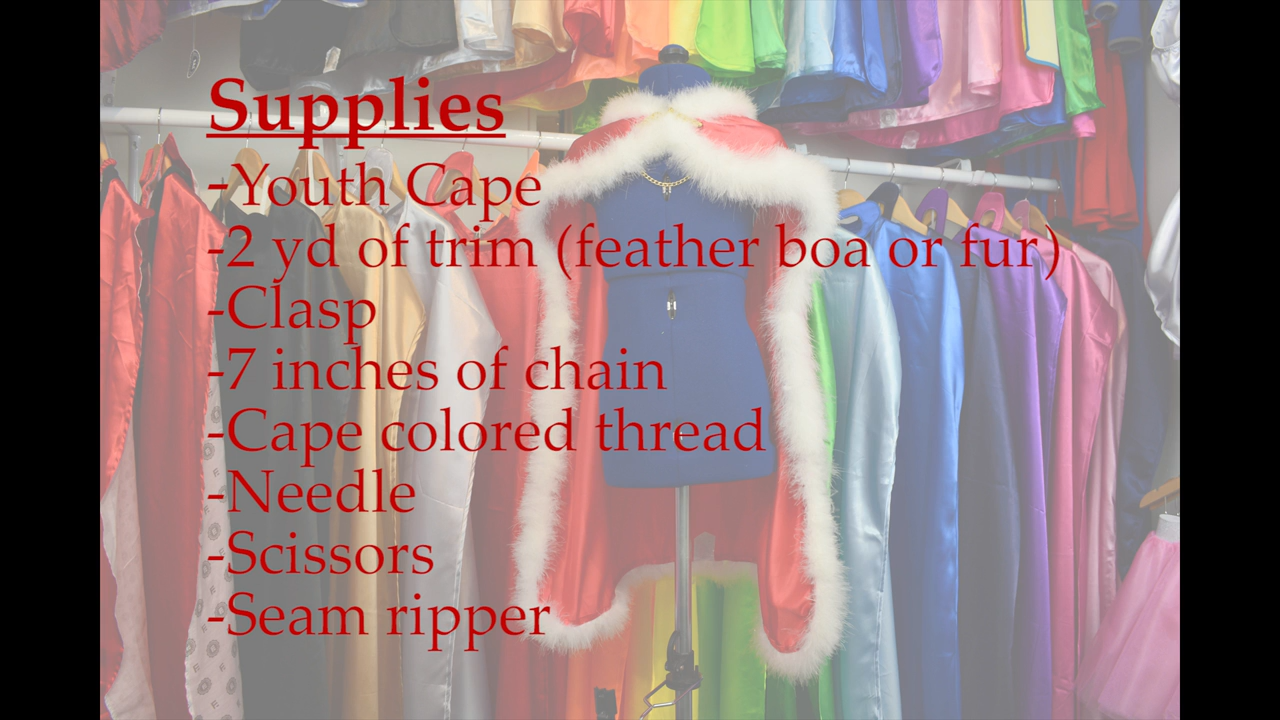 Supplies
-Youth Cape
-2 yd of trim (feather boa or fur)
-Clasp
-7 inches of chain
-Cape colored thread
-Needle
-Scissors
-Seam ripper